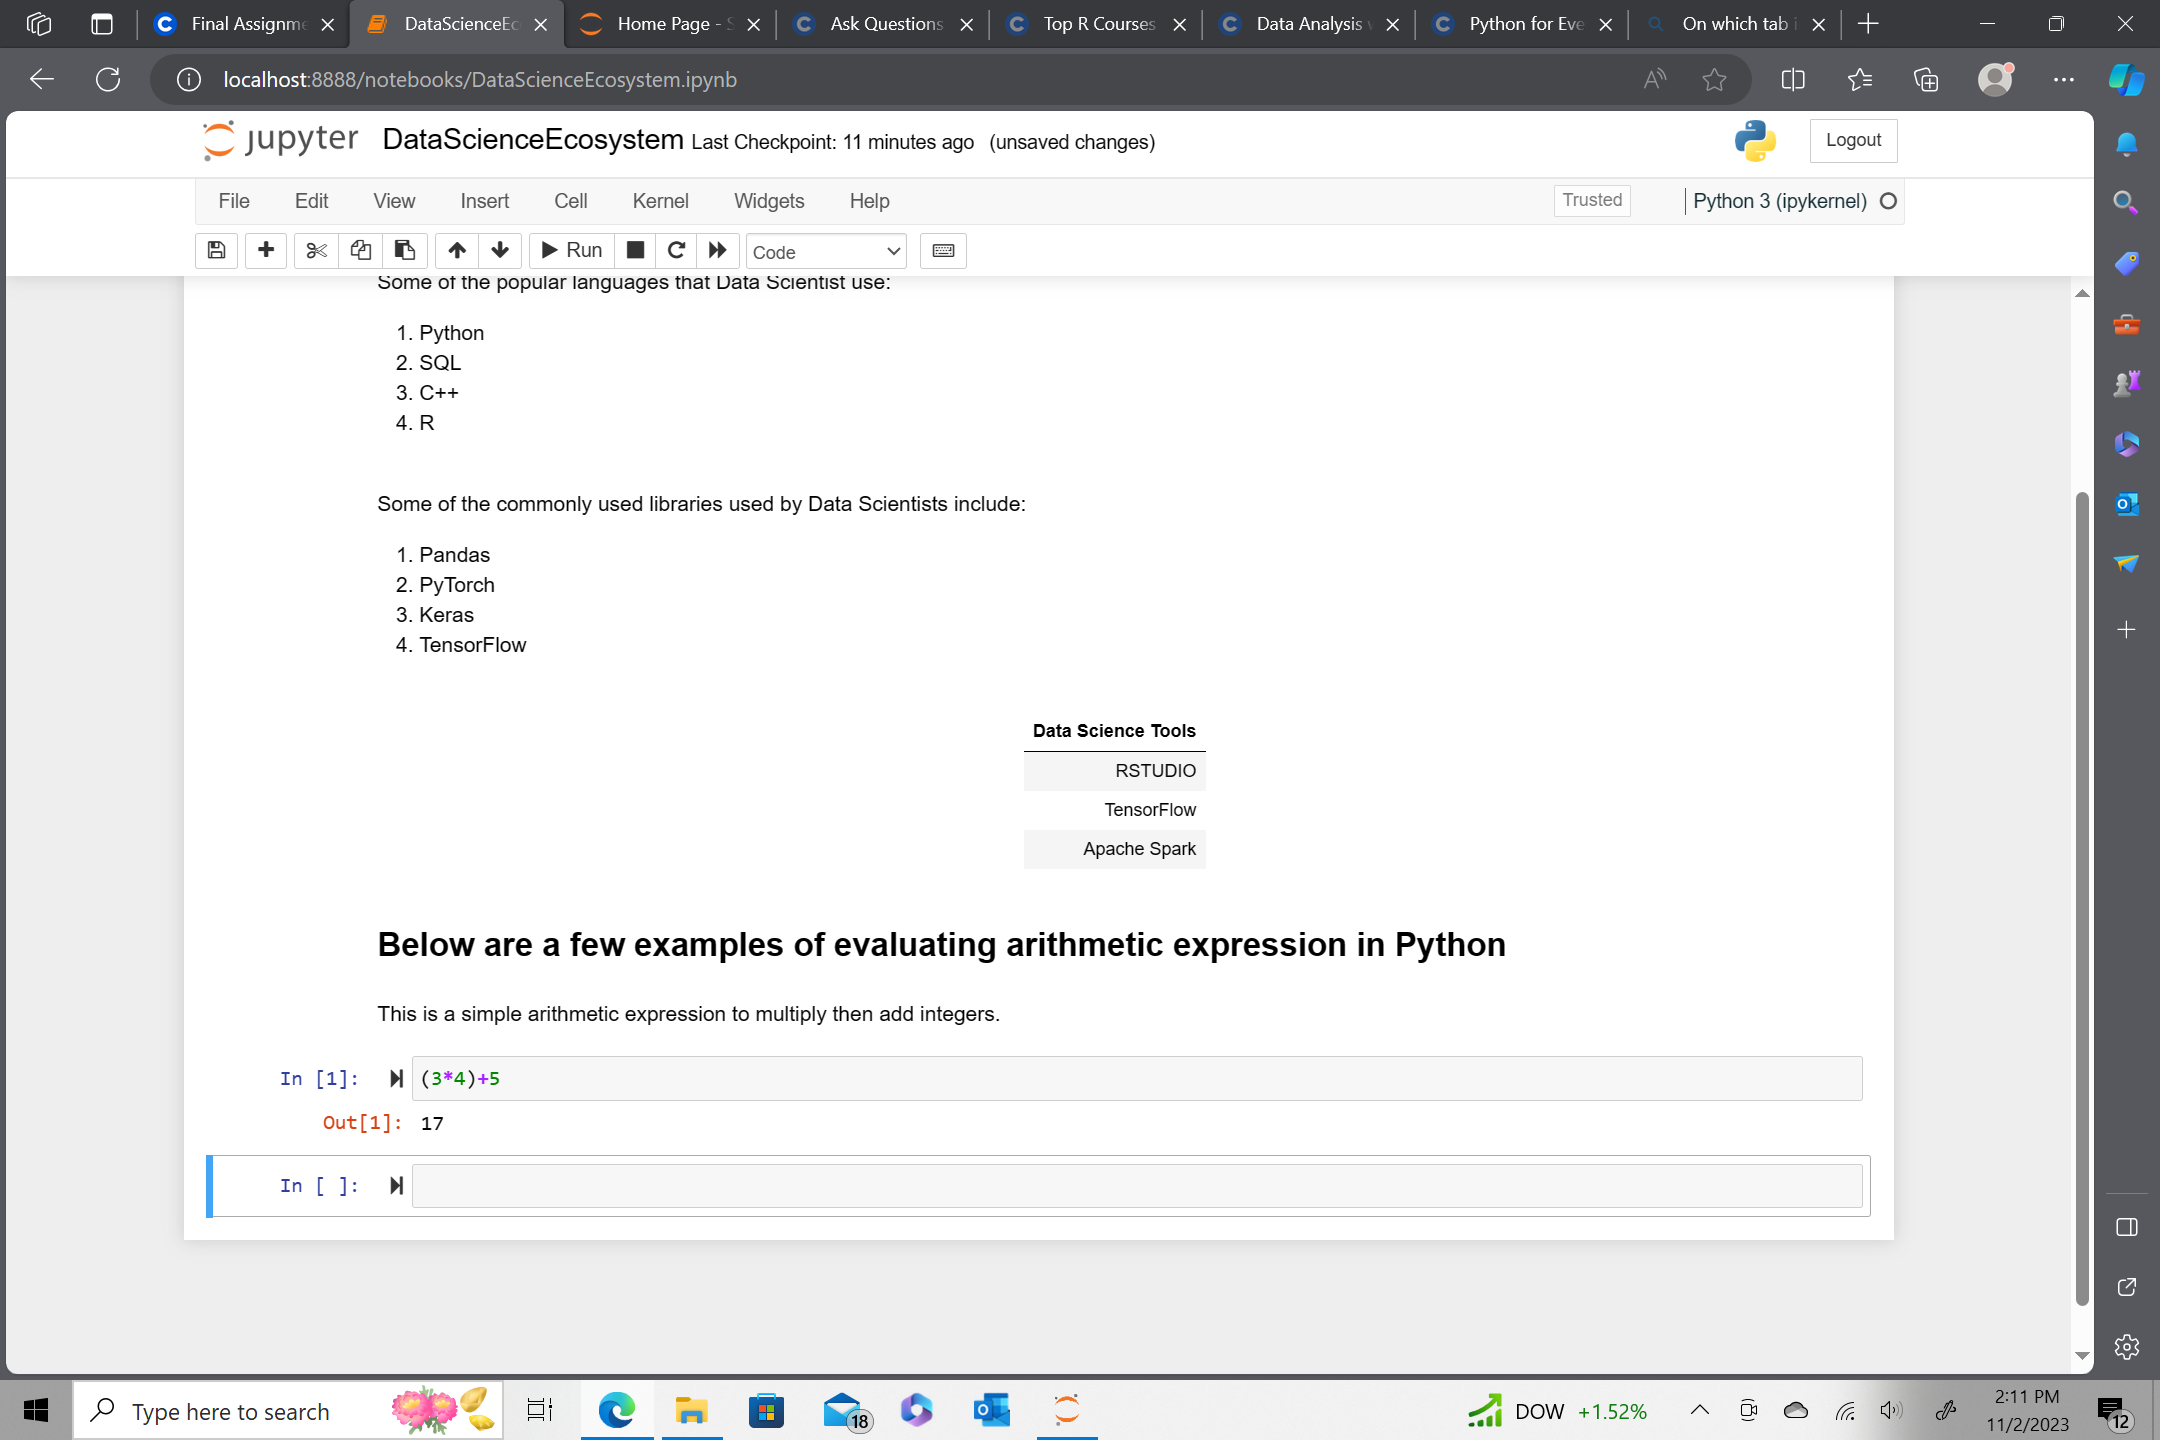 Final Assignme
DataScienceEc
Home Page - S
Ask Questions
Top R Courses
Data Analysis
Python for Eve
On which tab i
localhost:8888/notebooks/DataScienceEcosystem.ipynb
jupyter DataScienceEcosystem Last Checkpoint: 11 minutes ago (unsaved changes)
Logout
File Edit View Insert Cell Kernel Widgets Help
Trusted
Python 3 (ipykernel)
Run
Code
Some of the popular languages that Data Scientist use:
1. Python
2. SQL
3. C++
4. R
Some of the commonly used libraries used by Data Scientists include:
1. Pandas
2. PyTorch
3. Keras
4. TensorFlow
Data Science Tools
RSTUDIO
TensorFlow
Apache Spark
Below are a few examples of evaluating arithmetic expression in Python
This is a simple arithmetic expression to multiply then add integers.
In [1]: (3*4)+5
Out[1]: 17
In [ ]:
Type here to search
18
DOW +1.52%
2:11 PM
11/2/2023
12